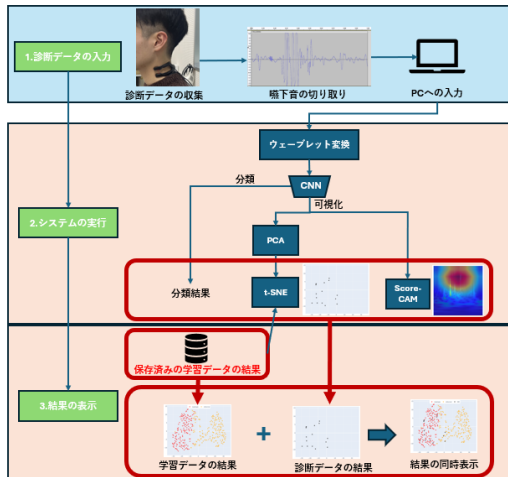 1.診断データの入力
診断データの収集
嚥下音の切り取り
PCへの入力
ウェーブレット変換
分類
CNN
可視化
2.システムの実行
PCA
分類結果
t-SNE
Score-
CAM
保存済みの学習データの結果
3.結果の表示
+
学習データの結果
診断データの結果
結果の同時表示